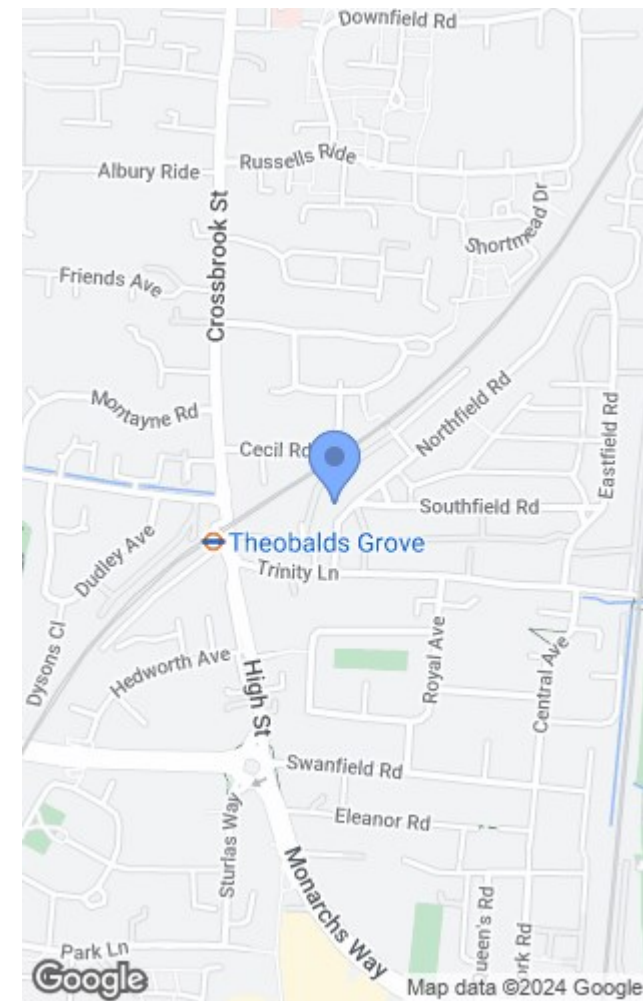 Downfield Rd
Russells Ride
Albury Ride
Crossbrook St
Shortmead Dr
Friends Ave
Montayne Rd
Northfield Rd
Eastfield Rd
Cecil Rd
Southfield Rd
Theobalds Grove
Dudley Ave
Trinity Ln
Dysons Cl
Hedworth Ave
High St
Royal Ave
Central Ave
Swanfield Rd
Sturlas Way
Eleanor Rd
Monarchs Way
Queen's Rd
ork Rd
Park Ln
Google
Map data ©2024 Google